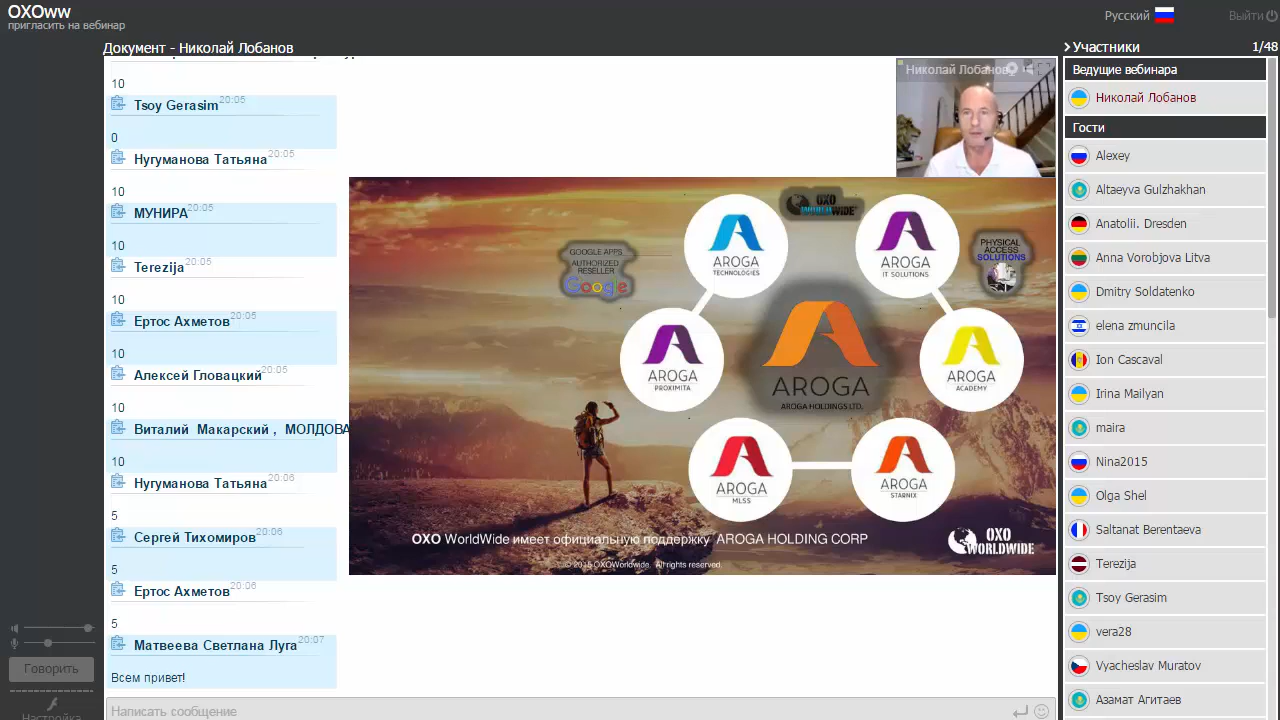 OXOww
пригласить на вебинар
Русский
Выйти
Документ - Николай Лобанов
10
Tsoy Gerasim 20:05
0
Нугуманова Татьяна 20:05
10
МУНИРА 20:05
10
Terezija 20:05
10
Ертос Ахметов 20:05
10
Алексей Гловацкий 20:05
10
Виталий Макарский , МОЛДОВА
10
Нугуманова Татьяна 20:06
5
Сергей Тихомиров 20:06
5
Ертос Ахметов 20:06
5
Матвеева Светлана Луга 20:07
Всем привет!
Написать сообщение
Говорить
Настройка
Николай Лобанов
OXO
WORLDWIDE
GOOGLE APPS
AUTHORIZED
RESELLER
Google
AROGA
TECHNOLOGIES
AROGA
IT SOLUTIONS
PHYSICAL
ACCESS
SOLUTIONS
AROGA
PROXIMITA
AROGA
AROGA HOLDINGS LTD.
AROGA
ACADEMY
AROGA
MLSS
AROGA
STARNIX
OXO WorldWide имеет официальную поддержку AROGA HOLDING CORP
OXO
WORLDWIDE
© 2015 OXOWorldwide. All rights reserved.
Участники 1/48
Ведущие вебинара
Николай Лобанов
Гости
Alexey
Altaeyva Gulzhakhan
Anatolii. Dresden
Anna Vorobjova Litva
Dmitry Soldatenko
ella zmuncila
Ion Cascaval
Irina Mailyan
maira
Nina2015
Olga Shel
Saltanat Berentaeva
Tsoy Gerasim
vera28
Vyacheslav Muratov
Азамат Агитаев